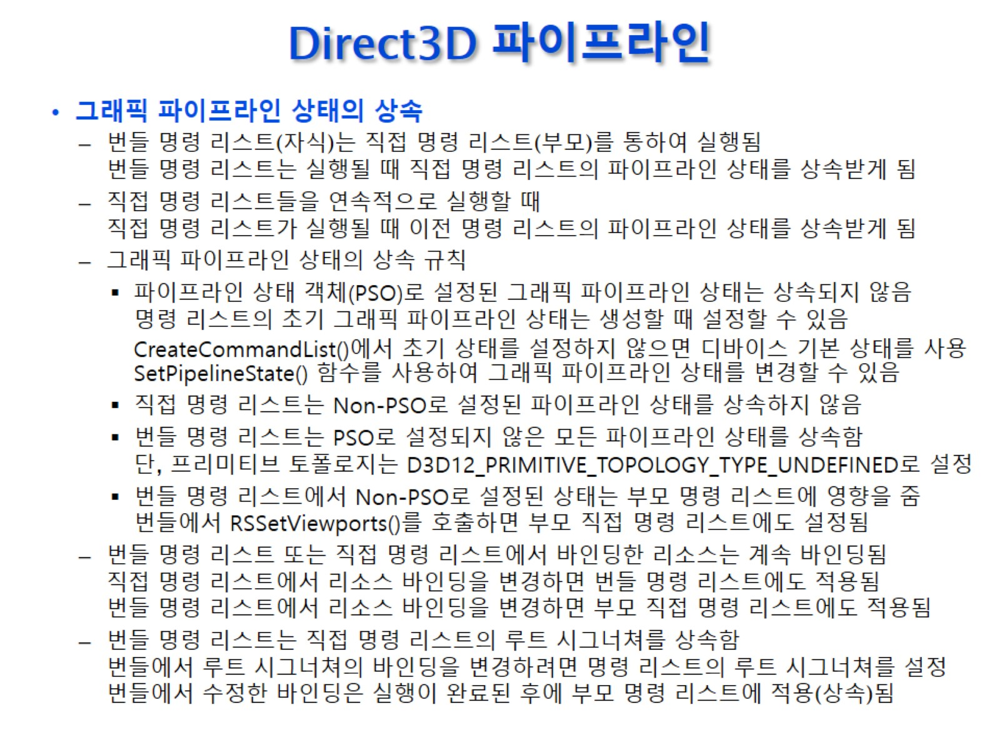 Direct3D 파이프라인
• 그래픽 파이프라인 상태의 상속
– 번들 명령 리스트(자식)는 직접 명령 리스트(부모)를 통하여 실행됨
번들 명령 리스트는 실행될 때 직접 명령 리스트의 파이프라인 상태를 상속받게 됨
– 직접 명령 리스트들을 연속적으로 실행할 때
직접 명령 리스트가 실행될 때 이전 명령 리스트의 파이프라인 상태를 상속받게 됨
– 그래픽 파이프라인 상태의 상속 규칙
▪ 파이프라인 상태 객체(PSO)로 설정된 그래픽 파이프라인 상태는 상속되지 않음
명령 리스트의 초기 그래픽 파이프라인 상태는 생성할 때 설정할 수 있음
CreateCommandList()에서 초기 상태를 설정하지 않으면 디바이스 기본 상태를 사용
SetPipelineState() 함수를 사용하여 그래픽 파이프라인 상태를 변경할 수 있음
▪ 직접 명령 리스트는 Non-PSO로 설정된 파이프라인 상태를 상속하지 않음
▪ 번들 명령 리스트는 PSO로 설정되지 않은 모든 파이프라인 상태를 상속함
단, 프리미티브 토폴로지는 D3D12_PRIMITIVE_TOPOLOGY_TYPE_UNDEFINED로 설정
▪ 번들 명령 리스트에서 Non-PSO로 설정된 상태는 부모 명령 리스트에 영향을 줌
번들에서 RSSetViewports()를 호출하면 부모 직접 명령 리스트에도 설정됨
– 번들 명령 리스트 또는 직접 명령 리스트에서 바인딩한 리소스는 계속 바인딩됨
직접 명령 리스트에서 리소스 바인딩을 변경하면 번들 명령 리스트에도 적용됨
번들 명령 리스트에서 리소스 바인딩을 변경하면 부모 직접 명령 리스트에도 적용됨
– 번들 명령 리스트는 직접 명령 리스트의 루트 시그너쳐를 상속함
번들에서 루트 시그너쳐의 바인딩을 변경하려면 명령 리스트의 루트 시그너쳐를 설정
번들에서 수정한 바인딩은 실행이 완료된 후에 부모 명령 리스트에 적용(상속)됨